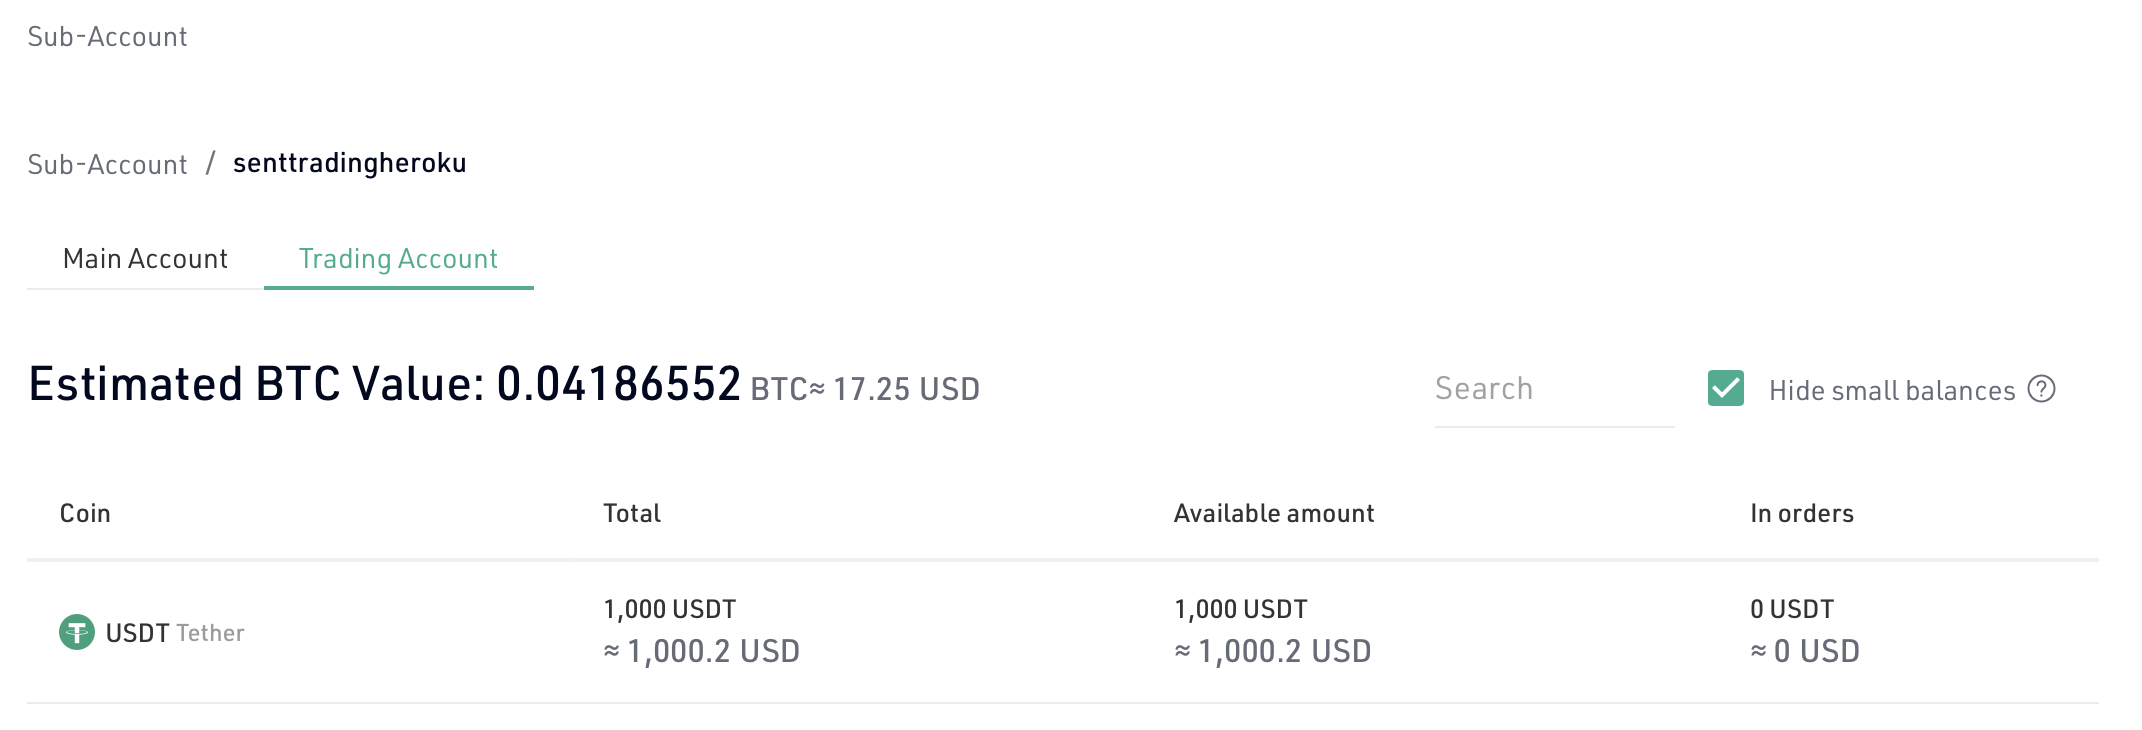 Sub-Account
Sub-Account / senttradingheroku
Main Account Trading Account
Estimated BTC Value: 0.04186552 BTC≈ 17.25 USD Search Hide small balances ?
Coin Total Available amount In orders
1,000 USDT 1,000 USDT 0 USDT
USDT Tether
≈ 1,000.2 USD ≈ 1,000.2 USD ≈ 0 USD